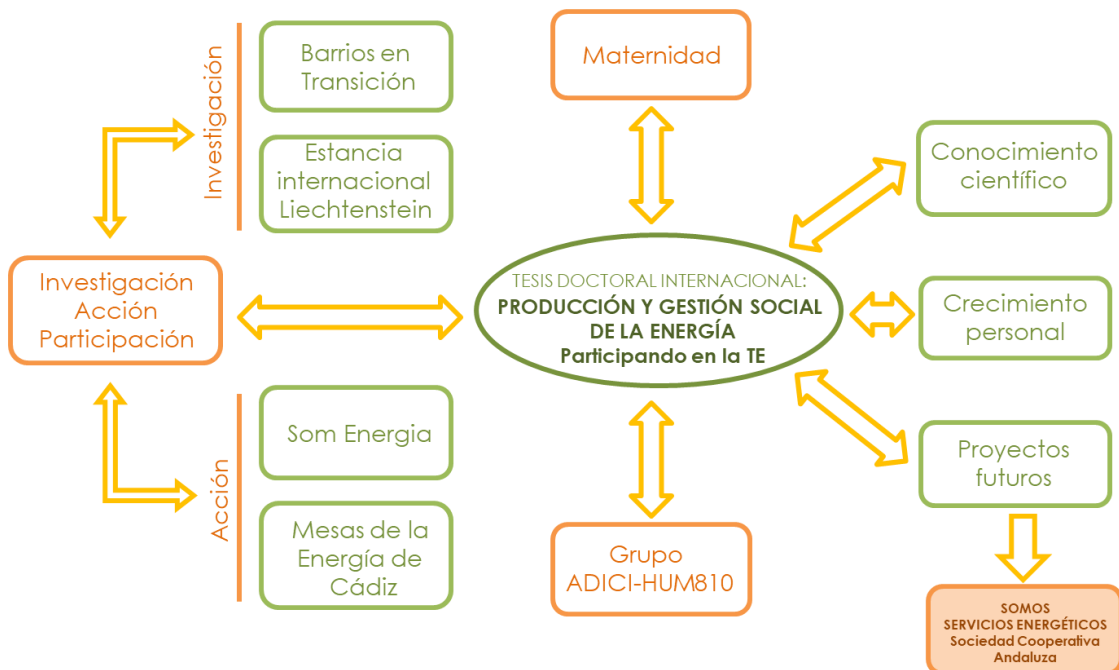 Investigación
Barrios en
Transición
Estancia
internacional
Liechtenstein
Investigación
Acción
Participación
Acción
Som Energia
Mesas de la
Energía de
Cádiz
Maternidad
TESIS DOCTORAL INTERNACIONAL:
PRODUCCIÓN Y GESTIÓN SOCIAL
DE LA ENERGÍA
Participando en la TE
Grupo
ADICI-HUM810
Conocimiento
científico
Crecimiento
personal
Proyectos
futuros
SOMOS
SERVICIOS ENERGÉTICOS
Sociedad Cooperativa
Andaluza